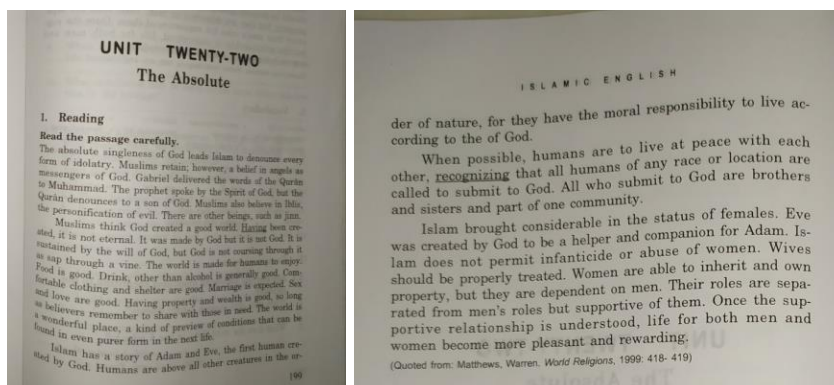 UNIT TWENTY-TWO
The Absolute
1. Reading
Read the passage carefully.
The absolute singleness of God leads Islam to denounce every
form of idolatry. Muslims retain; however, a belief in angels as
messengers of God. Gabriel delivered the words of the Qurān
to Muhammad. The prophet spoke by the Spirit of God, but the
Qurān denounces to a son of God. Muslims also believe in Iblis,
the personification of evil. There are other beings, such as jinn.
Muslims think God created a good world. Having been cre-
ated, it is not eternal. It was made by God but it is not God. It is
sustained by the will of God, but God is not coursing through it
as sap through a vine. The world is made for humans to enjoy.
Food is good. Drink, other than alcohol is generally good. Com-
fortable clothing and shelter are good. Marriage is expected. Sex
and love are good. Having property and wealth is good, so long
as believers remember to share with those in need. The world is
a wonderful place, a kind of preview of conditions that can be
found in even purer form in the next life.
Islam has a story of Adam and Eve, the first human cre-
ated by God. Humans are above all other creatures in the or-
199
ISLAMIC ENGLISH
der of nature, for they have the moral responsibility to live ac-
cording to the of God.
When possible, humans are to live at peace with each
other, recognizing that all humans of any race or location are
called to submit to God. All who submit to God are brothers
and sisters and part of one community.
Islam brought considerable in the status of females. Eve
was created by God to be a helper and companion for Adam. Is-
lam does not permit infanticide or abuse of women. Wives
should be properly treated. Women are able to inherit and own
property, but they are dependent on men. Their roles are sepa-
rated from men's roles but supportive of them. Once the sup-
portive relationship is understood, life for both men and
women become more pleasant and rewarding.
(Quoted from: Matthews, Warren. World Religions, 1999: 418- 419)